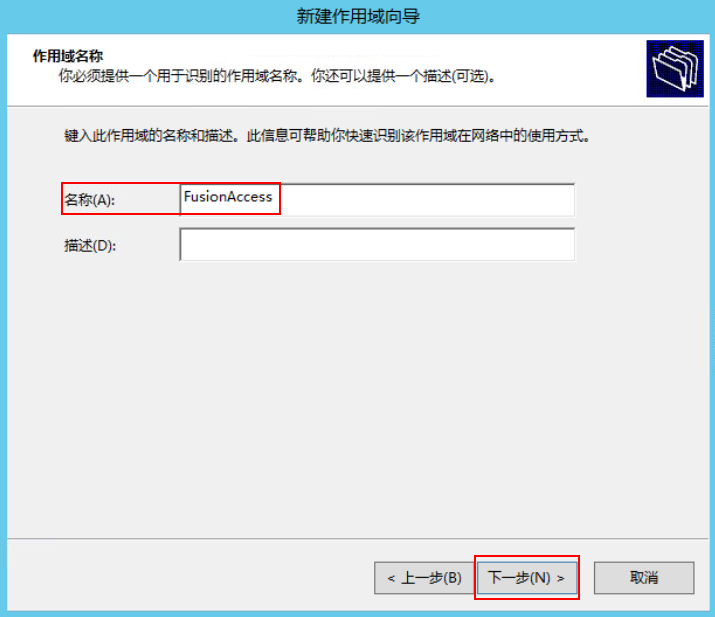 新建作用域向导
作用域名称
你必须提供一个用于识别的作用域名称。你还可以提供一个描述(可选)。
键入此作用域的名称和描述。此信息可帮助你快速识别该作用域在网络中的使用方式。
名称(A): FusionAccess
描述(D):
< 上一步(B) 下一步(N) > 取消